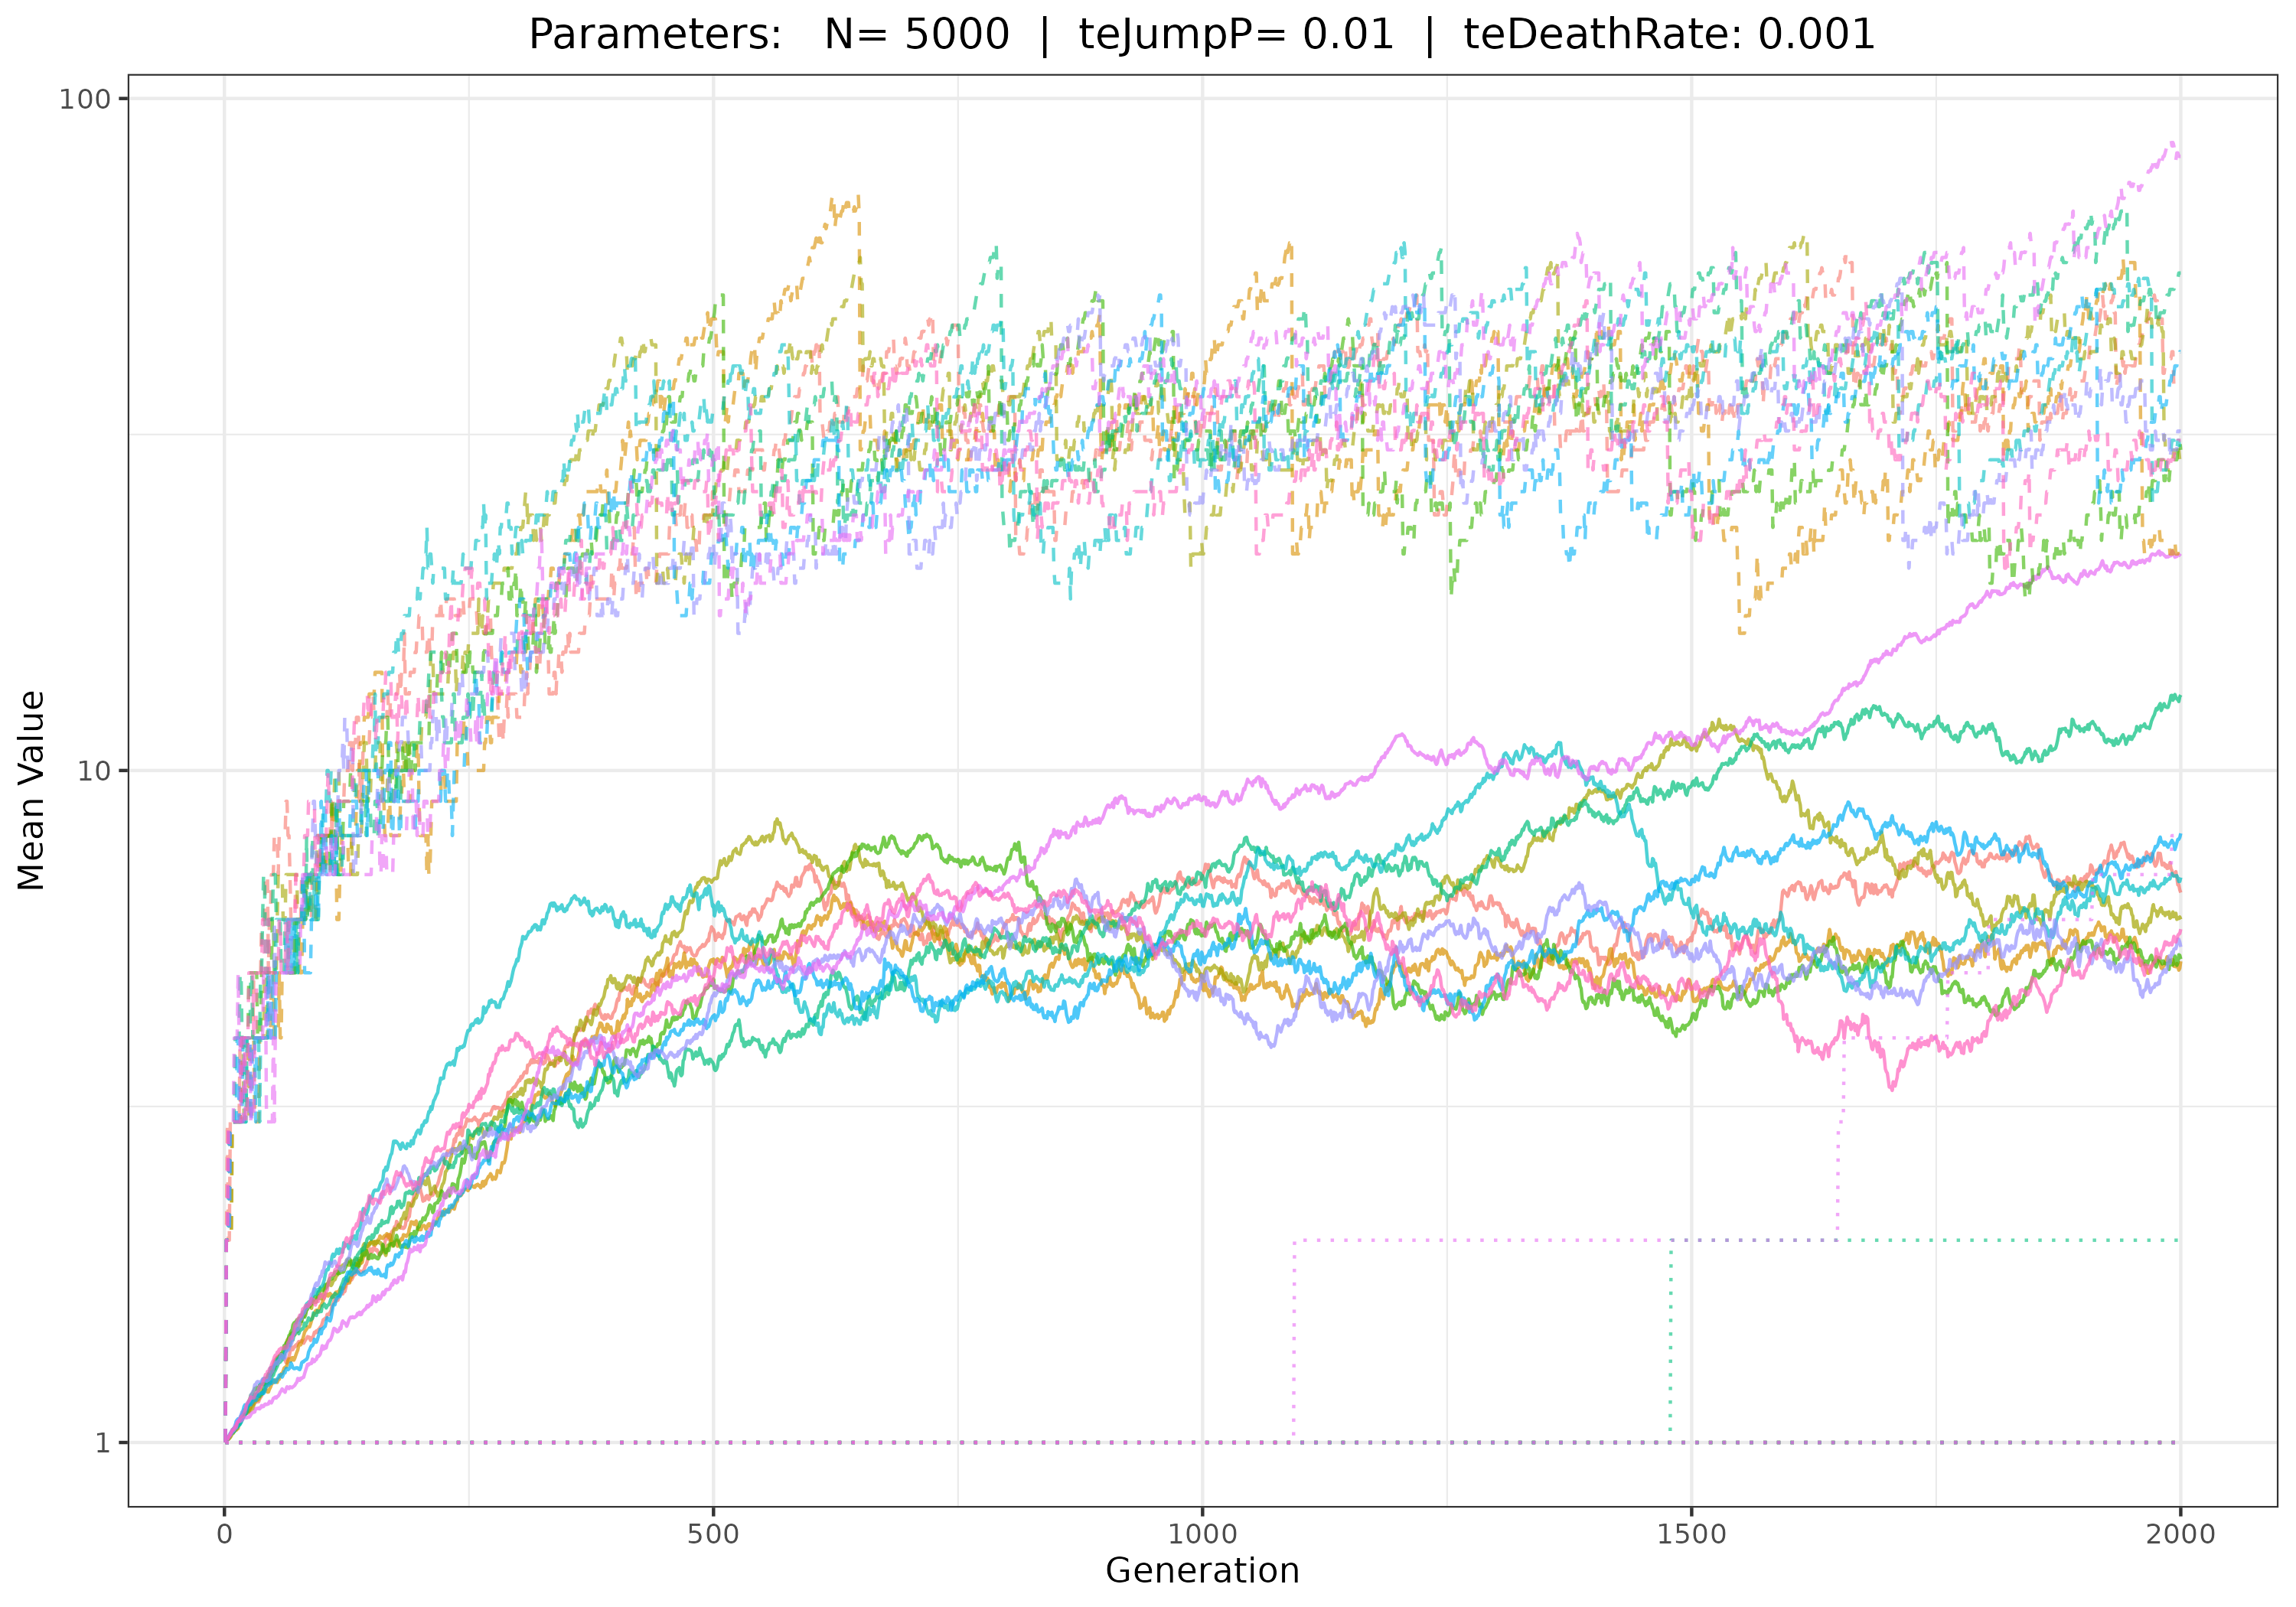 Parameters:   N= 5000  |  teJumpP= 0.01  |  teDeathRate: 0.001
100
10
1
Mean Value
0 500 1000 1500 2000
Generation